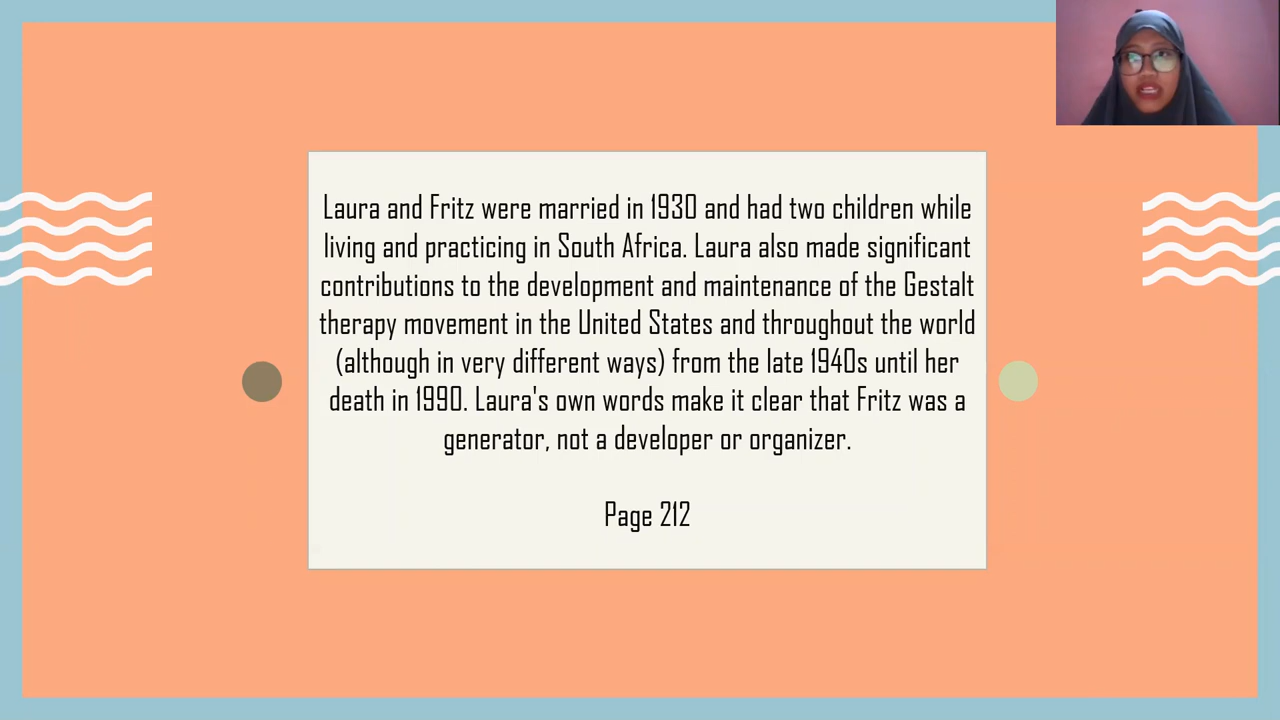 Laura and Fritz were married in 1930 and had two children while
living and practicing in South Africa. Laura also made significant
contributions to the development and maintenance of the Gestalt
therapy movement in the United States and throughout the world
(although in very different ways) from the late 1940s until her
death in 1990. Laura's own words make it clear that Fritz was a
generator, not a developer or organizer.
Page 212